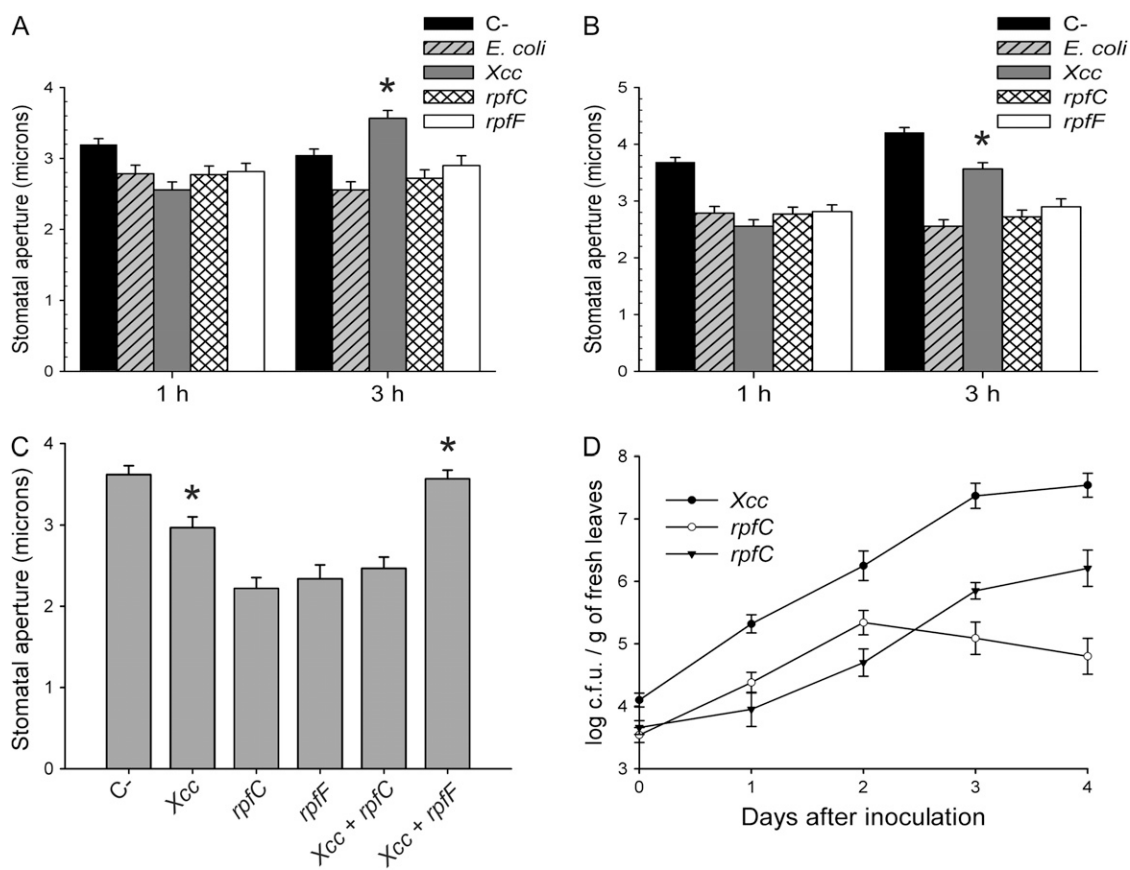 A
C-
E. coli
Xcc
rpfC
rpfF
*
Stomatal aperture (microns)
4
3
2
1
0
1 h
3 h
B
C-
E. coli
Xcc
rpfC
rpfF
*
Stomatal aperture (microns)
5
4
3
2
1
0
1 h
3 h
C
*
*
Stomatal aperture (microns)
4
3
2
1
0
C-
Xcc
rpfC
rpfF
Xcc + rpfC
Xcc + rpfF
D
Xcc
rpfC
rpfC
log c.f.u. / g of fresh leaves
8
7
6
5
4
3
0
1
2
3
4
Days after inoculation